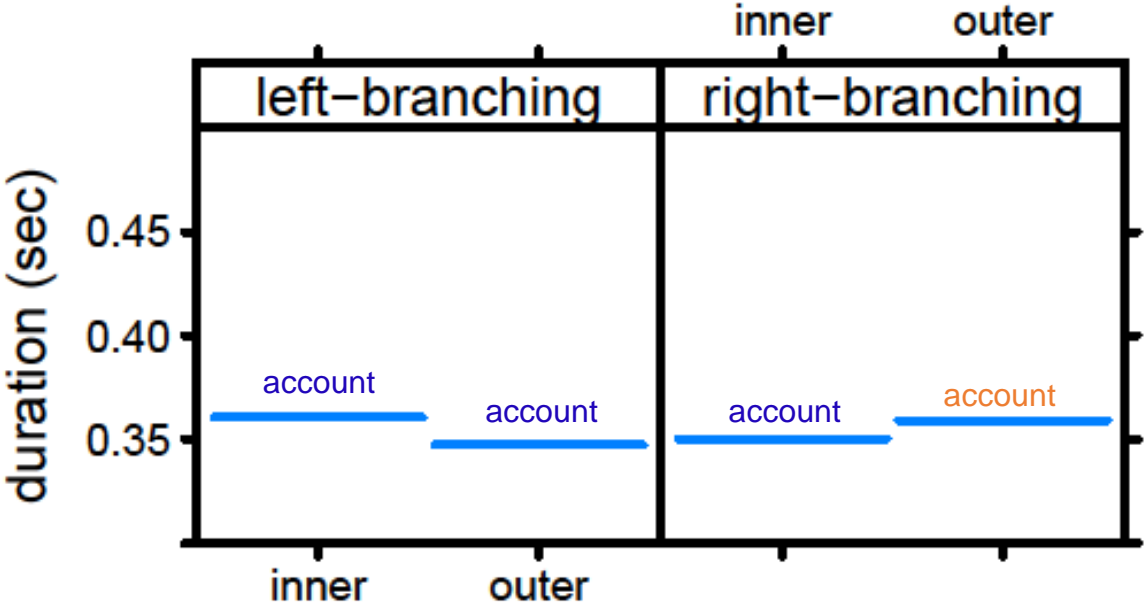 inner outer
left−branching right−branching
duration (sec)
0.45
0.40
0.35
account
account
account
account
inner outer